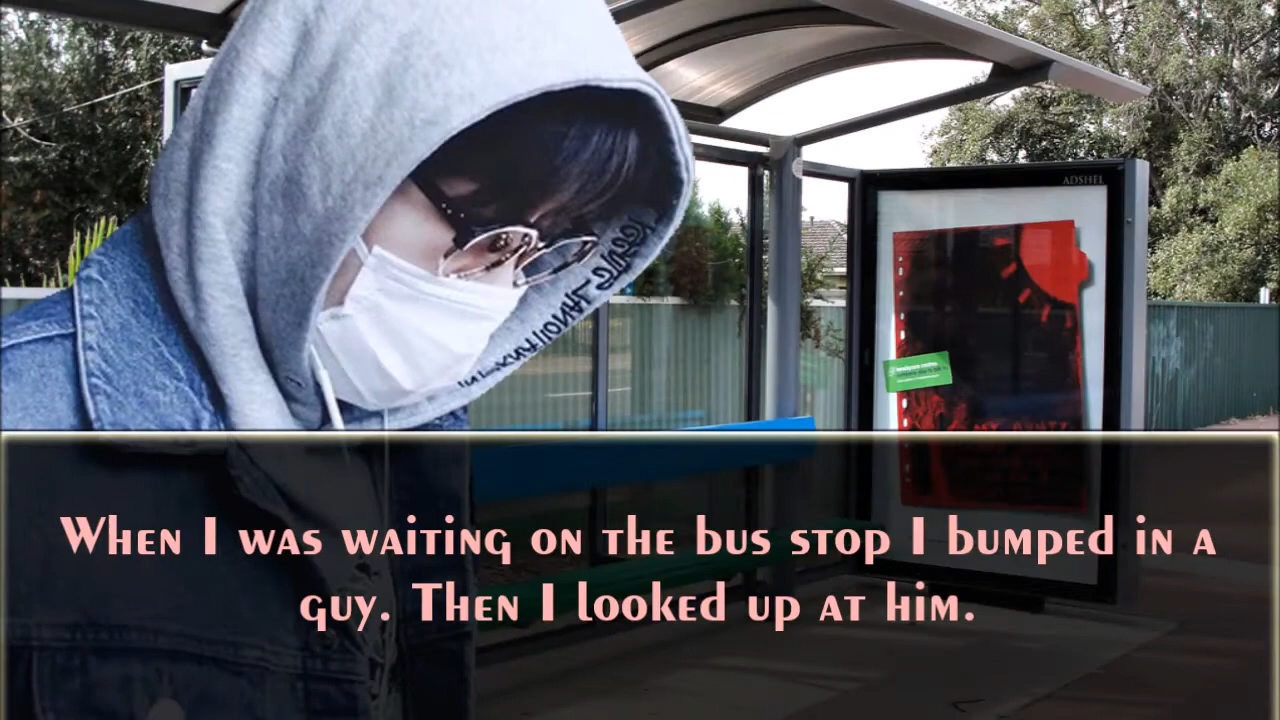 ADSHEL
When I was waiting on the bus stop I bumped in a
guy. Then I looked up at him.